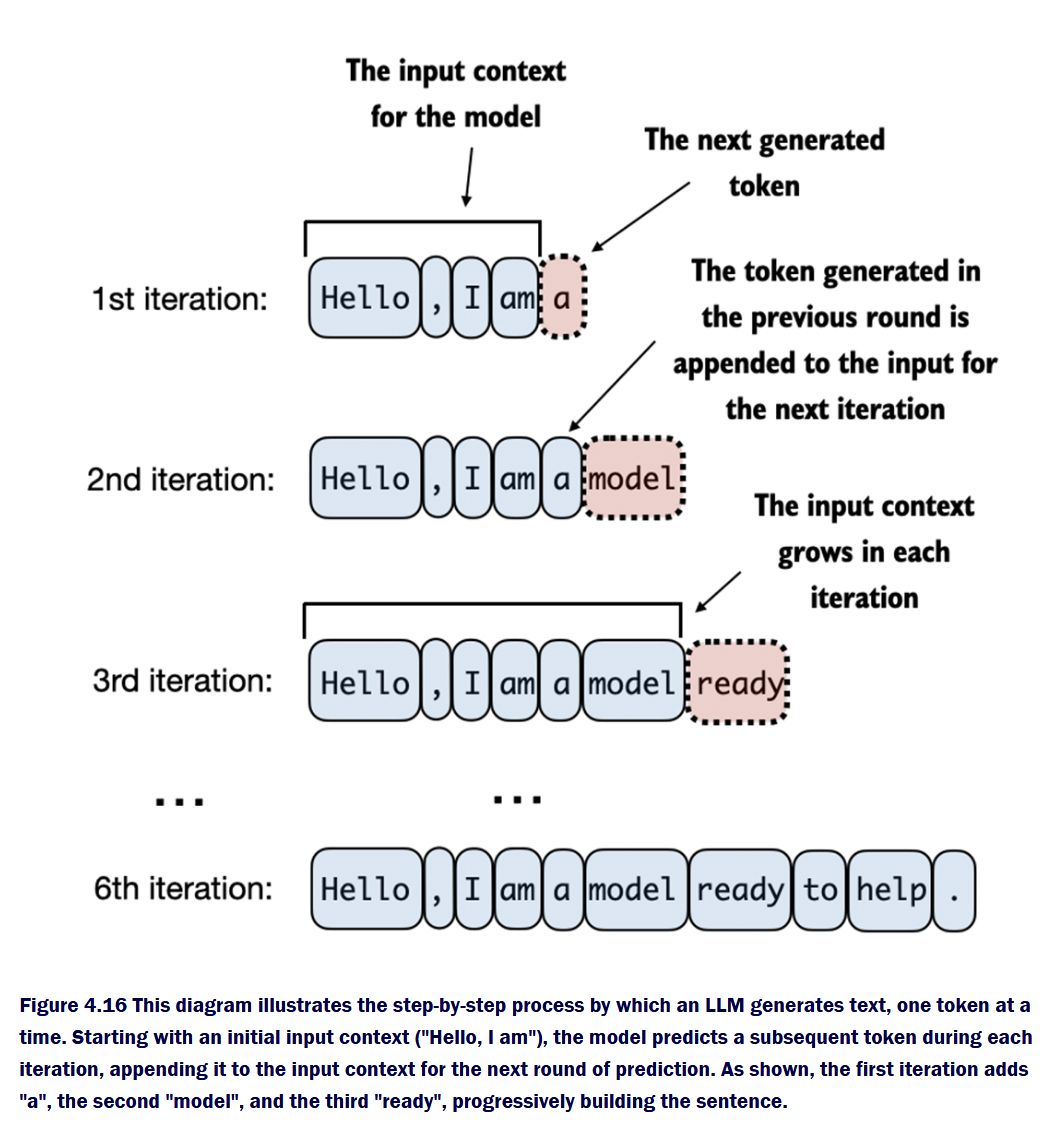 The input context
for the model
The next generated
token
1st iteration: Hello , I am a
The token generated in
the previous round is
appended to the input for
the next iteration
2nd iteration: Hello , I am a model
The input context
grows in each
iteration
3rd iteration: Hello , I am a model ready
... ...
6th iteration: Hello , I am a model ready to help .
Figure 4.16 This diagram illustrates the step-by-step process by which an LLM generates text, one token at a
time. Starting with an initial input context ("Hello, I am"), the model predicts a subsequent token during each
iteration, appending it to the input context for the next round of prediction. As shown, the first iteration adds
"a", the second "model", and the third "ready", progressively building the sentence.